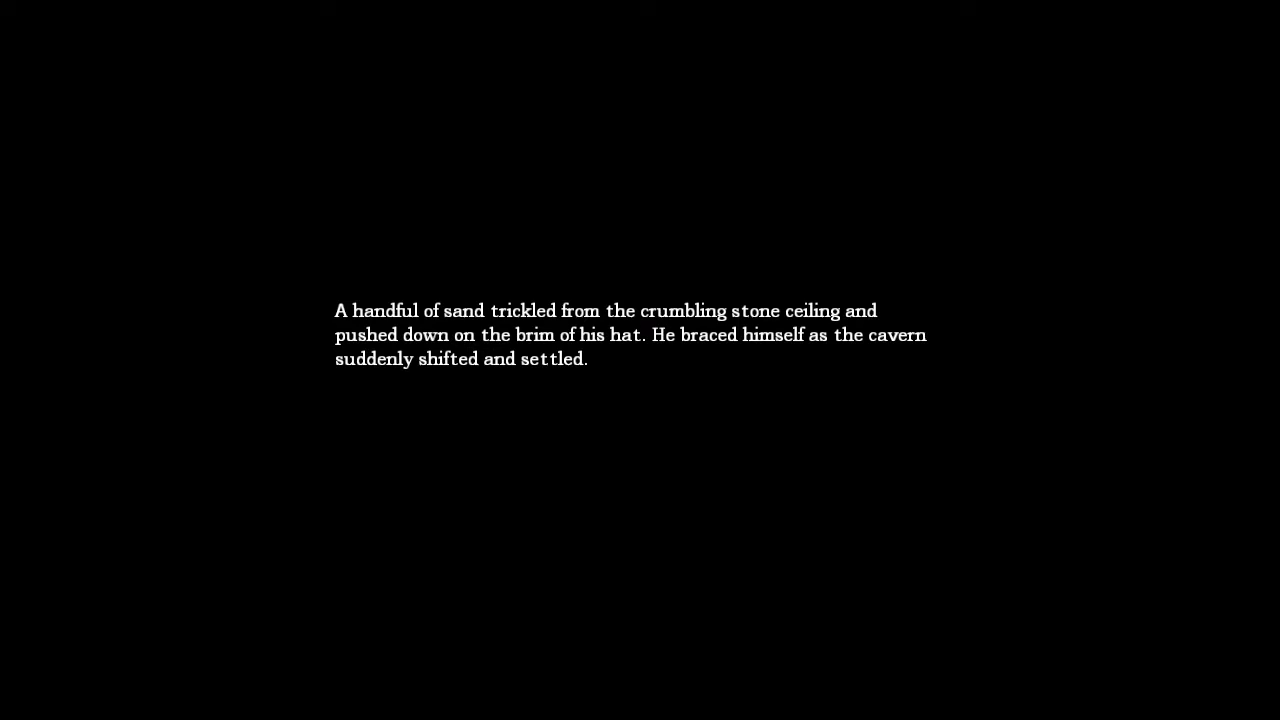 A handful of sand trickled from the crumbling stone ceiling and
pushed down on the brim of his hat. He braced himself as the cavern
suddenly shifted and settled.